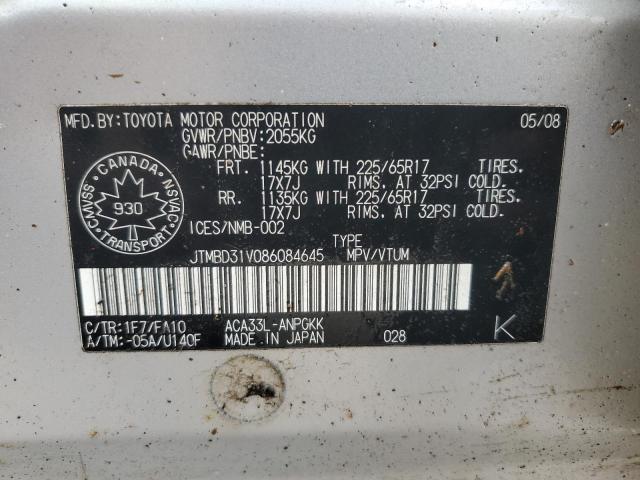 MFD.BY:TOYOTA MOTOR CORPORATION 05/08
GVWR/PNBV:2055KG
GAWR/PNBE:
FRT. 1145KG WITH 225/65R17 TIRES.
17X7J RIMS. AT 32PSI COLD.
RR. 1135KG WITH 225/65R17 TIRES.
17X7J RIMS. AT 32PSI COLD.
ICES/NMB-002
CANADA
CMVSS 930 NSVAC
TRANSPORT
TYPE
JTMBD31V086084645 MPV/VTUM
C/TR:1F7/FA10 ACA33L-ANPGKK
A/TM:-05A/U140F MADE IN JAPAN 028 K